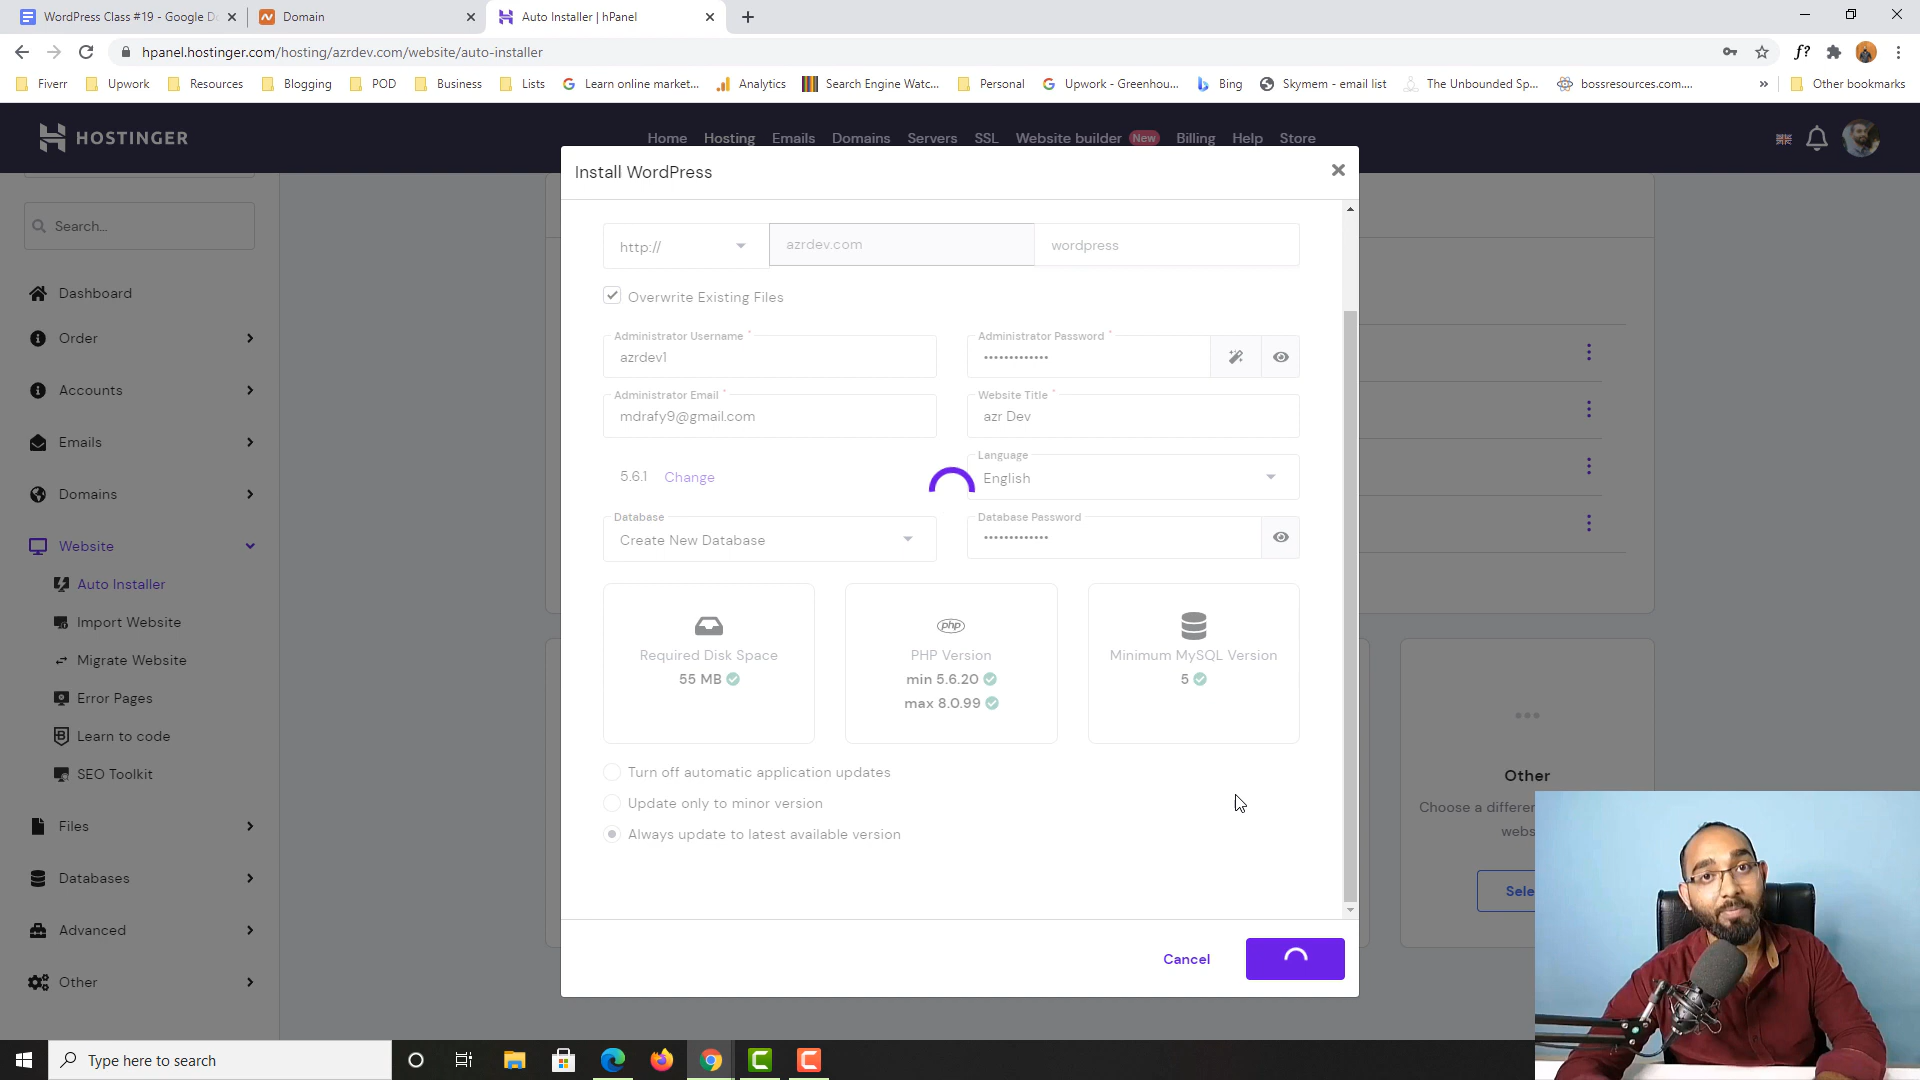 WordPress Class #19 - Google D
Domain
Auto Installer | hPanel
hpanel.hostinger.com/hosting/azrdev.com/website/auto-installer
f?
Fiverr
Upwork
Resources
Blogging
POD
Business
Lists
Learn online market...
Analytics
Search Engine Watc...
Personal
Upwork - Greenhou...
Bing
Skymem - email list
The Unbounded Sp...
bossresources.com....
»
Other bookmarks
HOSTINGER
Home
Hosting
Emails
Domains
Servers
SSL
Website builder
New
Billing
Help
Store
Search...
Dashboard
Order
Accounts
Emails
Domains
Website
Auto Installer
Import Website
Migrate Website
Error Pages
Learn to code
SEO Toolkit
Files
Databases
Advanced
Other
Install WordPress
http://
azrdev.com
wordpress
Overwrite Existing Files
Administrator Username *
azrdev1
Administrator Password *
•••••••••••••
Administrator Email *
mdrafy9@gmail.com
Website Title *
azr Dev
5.6.1 Change
Language
English
Database
Create New Database
Database Password
•••••••••••••
Required Disk Space
55 MB
php
PHP Version
min 5.6.20
max 8.0.99
Minimum MySQL Version
5
Turn off automatic application updates
Update only to minor version
Always update to latest available version
Cancel
Other
Choose a differen
webs
Sele
Type here to search